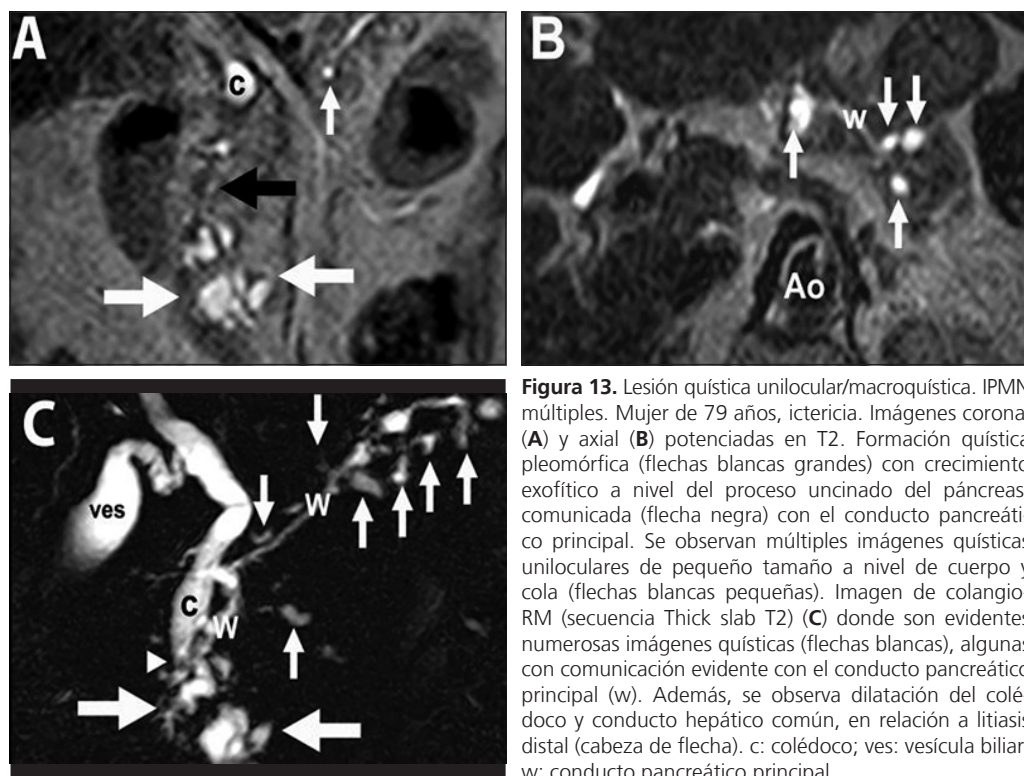 A
c
B
w
Ao
C
ves
W
c
W
Figura 13. Lesión quística unilocular/macroquística. IPMN
múltiples. Mujer de 79 años, ictericia. Imágenes coronal
(A) y axial (B) potenciadas en T2. Formación quística
pleomórfica (flechas blancas grandes) con crecimiento
exofítico a nivel del proceso uncinado del páncreas,
comunicada (flecha negra) con el conducto pancreáti-
co principal. Se observan múltiples imágenes quísticas
uniloculares de pequeño tamaño a nivel de cuerpo y
cola (flechas blancas pequeñas). Imagen de colangio-
RM (secuencia Thick slab T2) (C) donde son evidentes
numerosas imágenes quísticas (flechas blancas), algunas
con comunicación evidente con el conducto pancreático
principal (w). Además, se observa dilatación del colé-
doco y conducto hepático común, en relación a litiasis
distal (cabeza de flecha). c: colédoco; ves: vesícula biliar;
w: conducto pancreático principal.